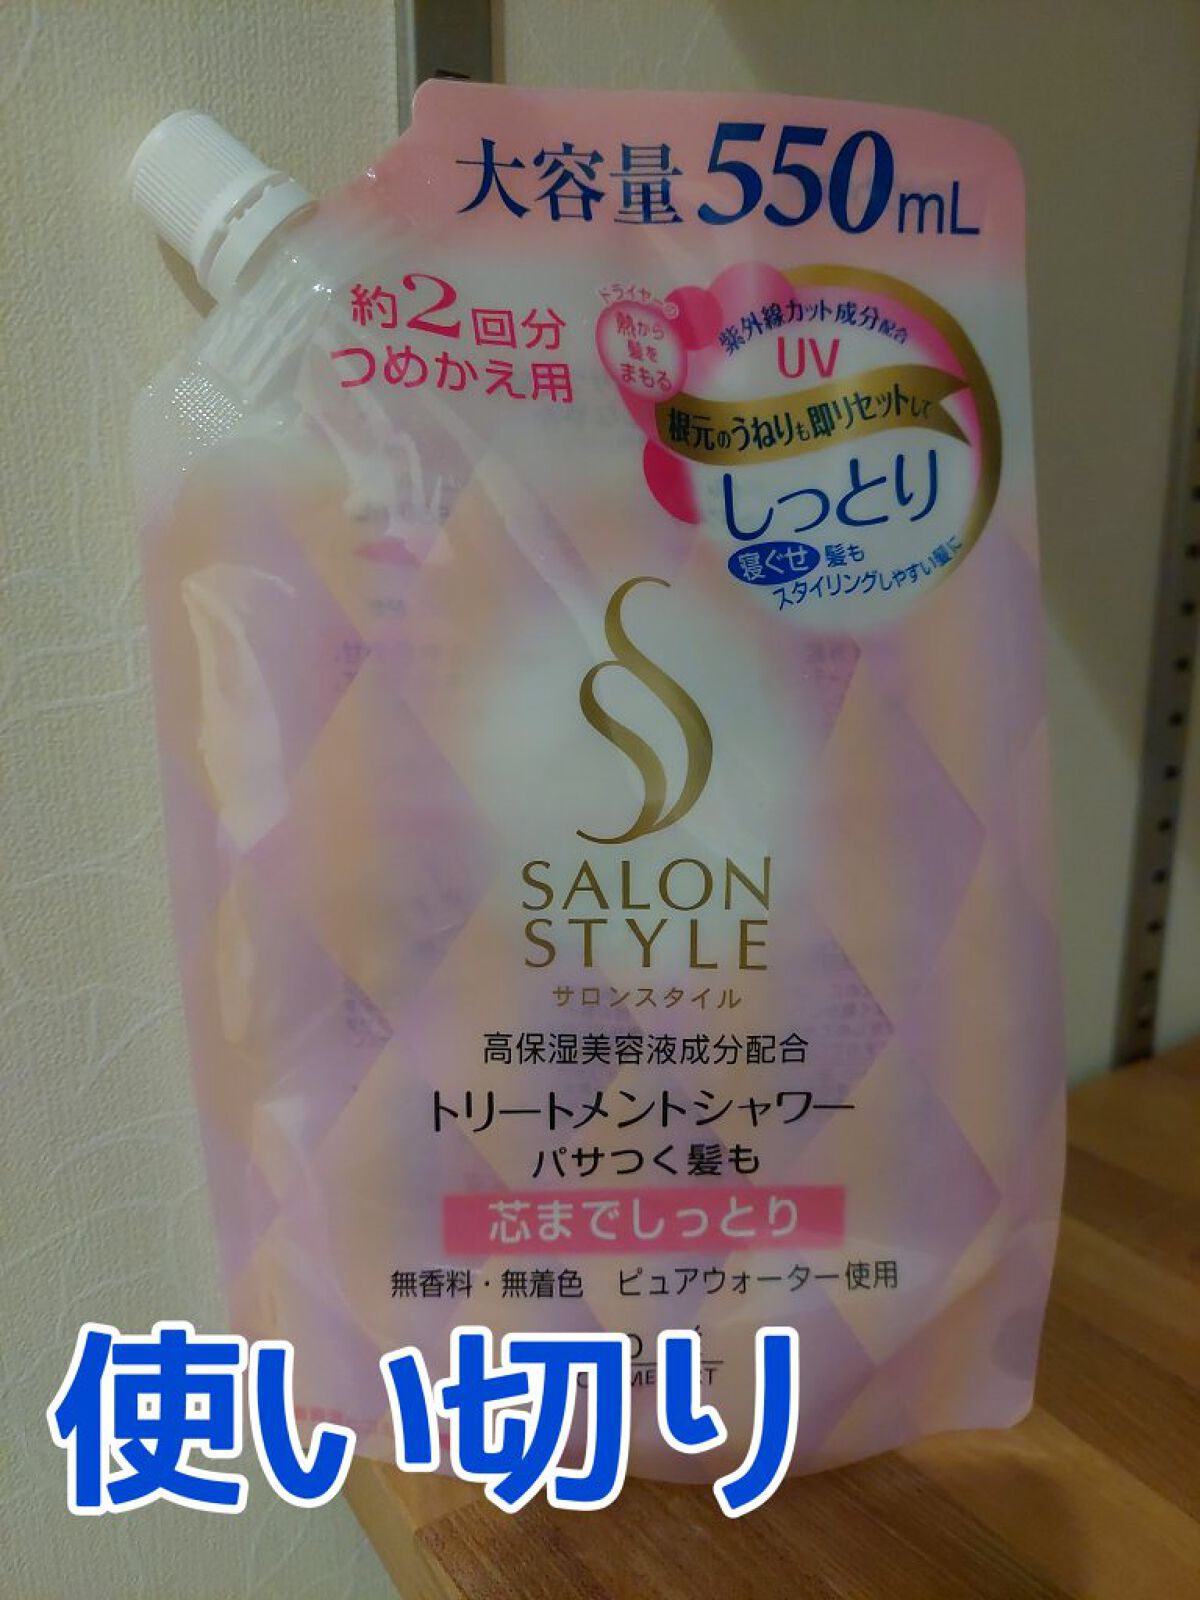 大容量550mL
約2回分
つめかえ用
ドライヤーの
熱から
髪を
まもる
紫外線カット成分配合
UV
根元のうねりも即リセットして
しっとり
寝ぐせ 髪も
スタイリングしやすい髪に
SALON
STYLE
サロンスタイル
高保湿美容液成分配合
トリートメントシャワー
パサつく髪も
芯までしっとり
無香料・無着色 ピュアウォーター使用
使い切り